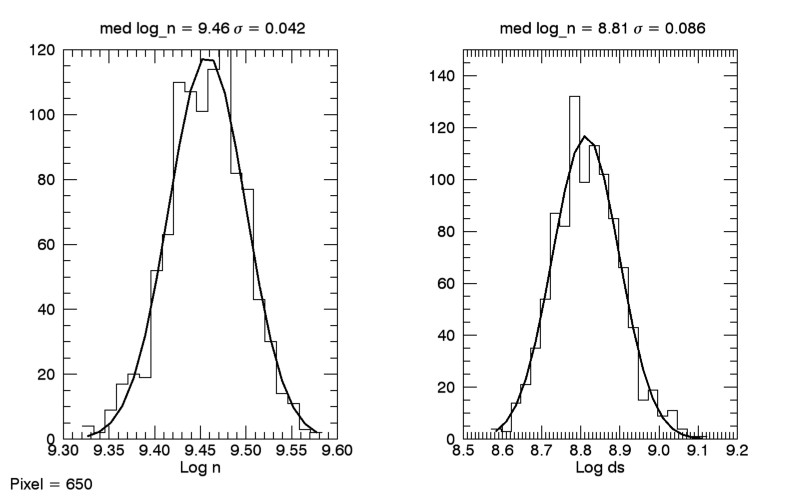 med log_n = 9.46 σ = 0.042
med log_n = 8.81 σ = 0.086
120
100
80
60
40
20
0
9.30 9.35 9.40 9.45 9.50 9.55 9.60
Log n
140
120
100
80
60
40
20
0
8.5 8.6 8.7 8.8 8.9 9.0 9.1 9.2
Log ds
Pixel = 650